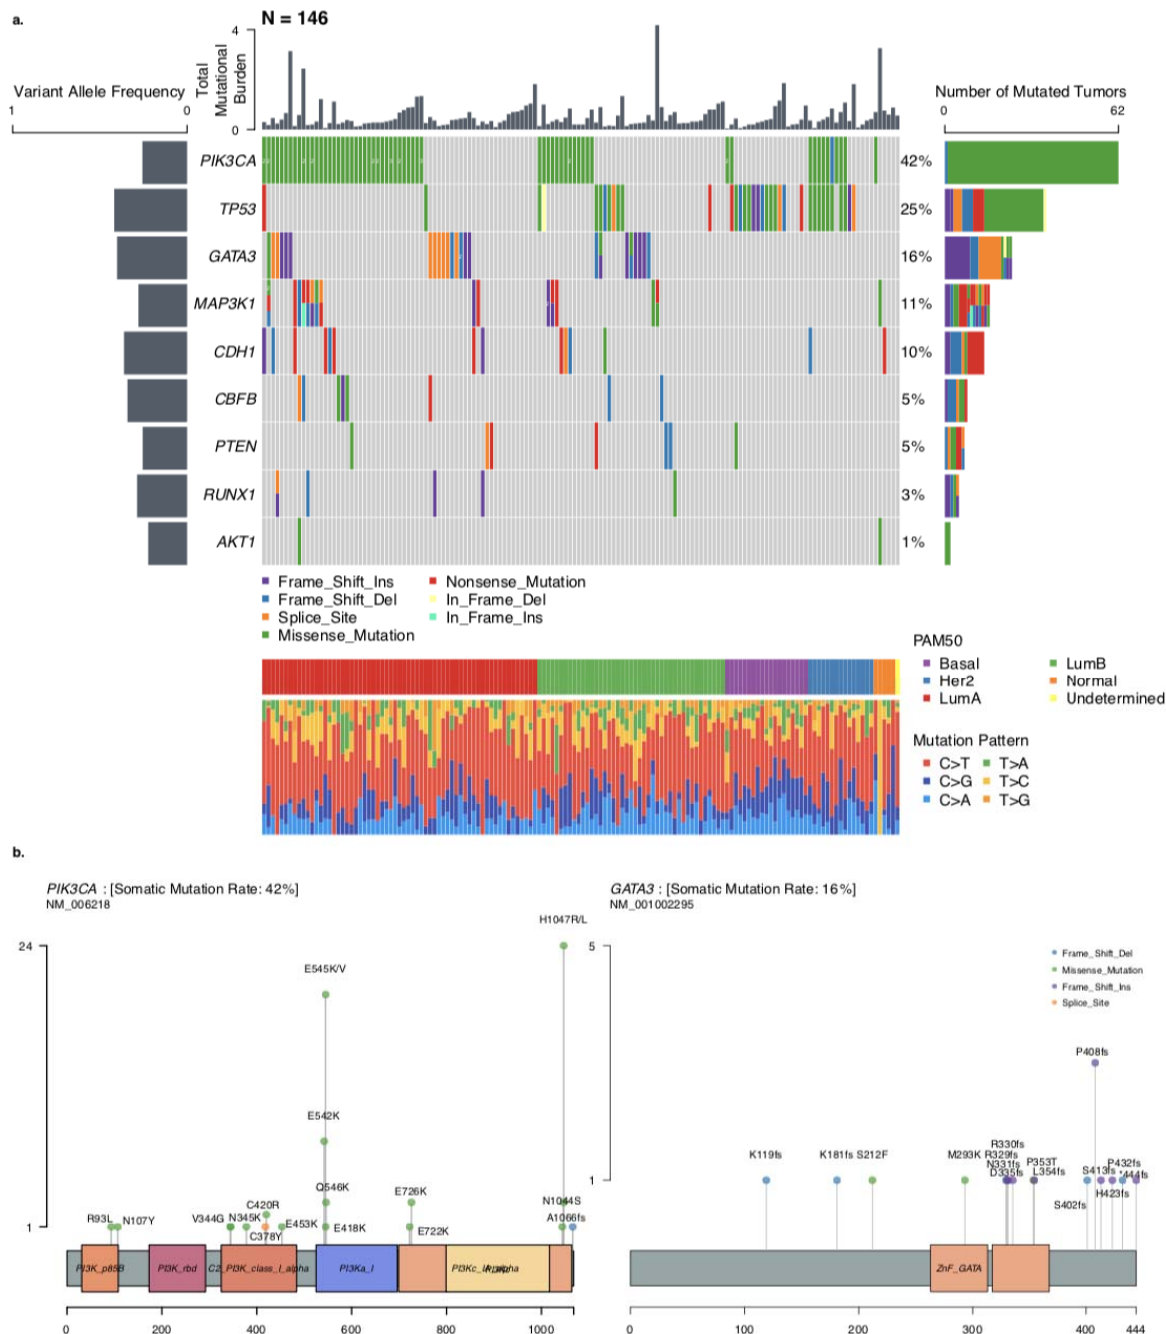 a.
N = 146
Total Mutational Burden
4
0
Variant Allele Frequency
1
0
Number of Mutated Tumors
0
62
PIK3CA
42%
TP53
25%
GATA3
16%
MAP3K1
11%
CDH1
10%
CBFB
5%
PTEN
5%
RUNX1
3%
AKT1
1%
Frame_Shift_Ins
Frame_Shift_Del
Splice_Site
Missense_Mutation
Nonsense_Mutation
In_Frame_Del
In_Frame_Ins
PAM50
Basal
Her2
LumA
LumB
Normal
Undetermined
Mutation Pattern
C>T
C>G
C>A
T>A
T>C
T>G
b.
PIK3CA : [Somatic Mutation Rate: 42%]
NM_006218
24
1
R93L
N107Y
V344G
N345K
C420R
C378Y
E453K
E545K/V
E542K
Q546K
E418K
E726K
E722K
H1047R/L
N1044S
A1066fs
PI3K_p85B
PI3K_rbd
C2_PI3K_class_I_alpha
PI3Ka_I
PI3Kc_IA_alpha
0
200
400
600
800
1000
GATA3 : [Somatic Mutation Rate: 16%]
NM_001002295
5
1
Frame_Shift_Del
Missense_Mutation
Frame_Shift_Ins
Splice_Site
K119fs
K181fs
S212F
M293K
R330fs
R329fs
N331fs
D335fs
P353T
L354fs
P408fs
S402fs
S413fs
H423fs
P432fs
*444fs
ZnF_GATA
0
100
200
300
400
444